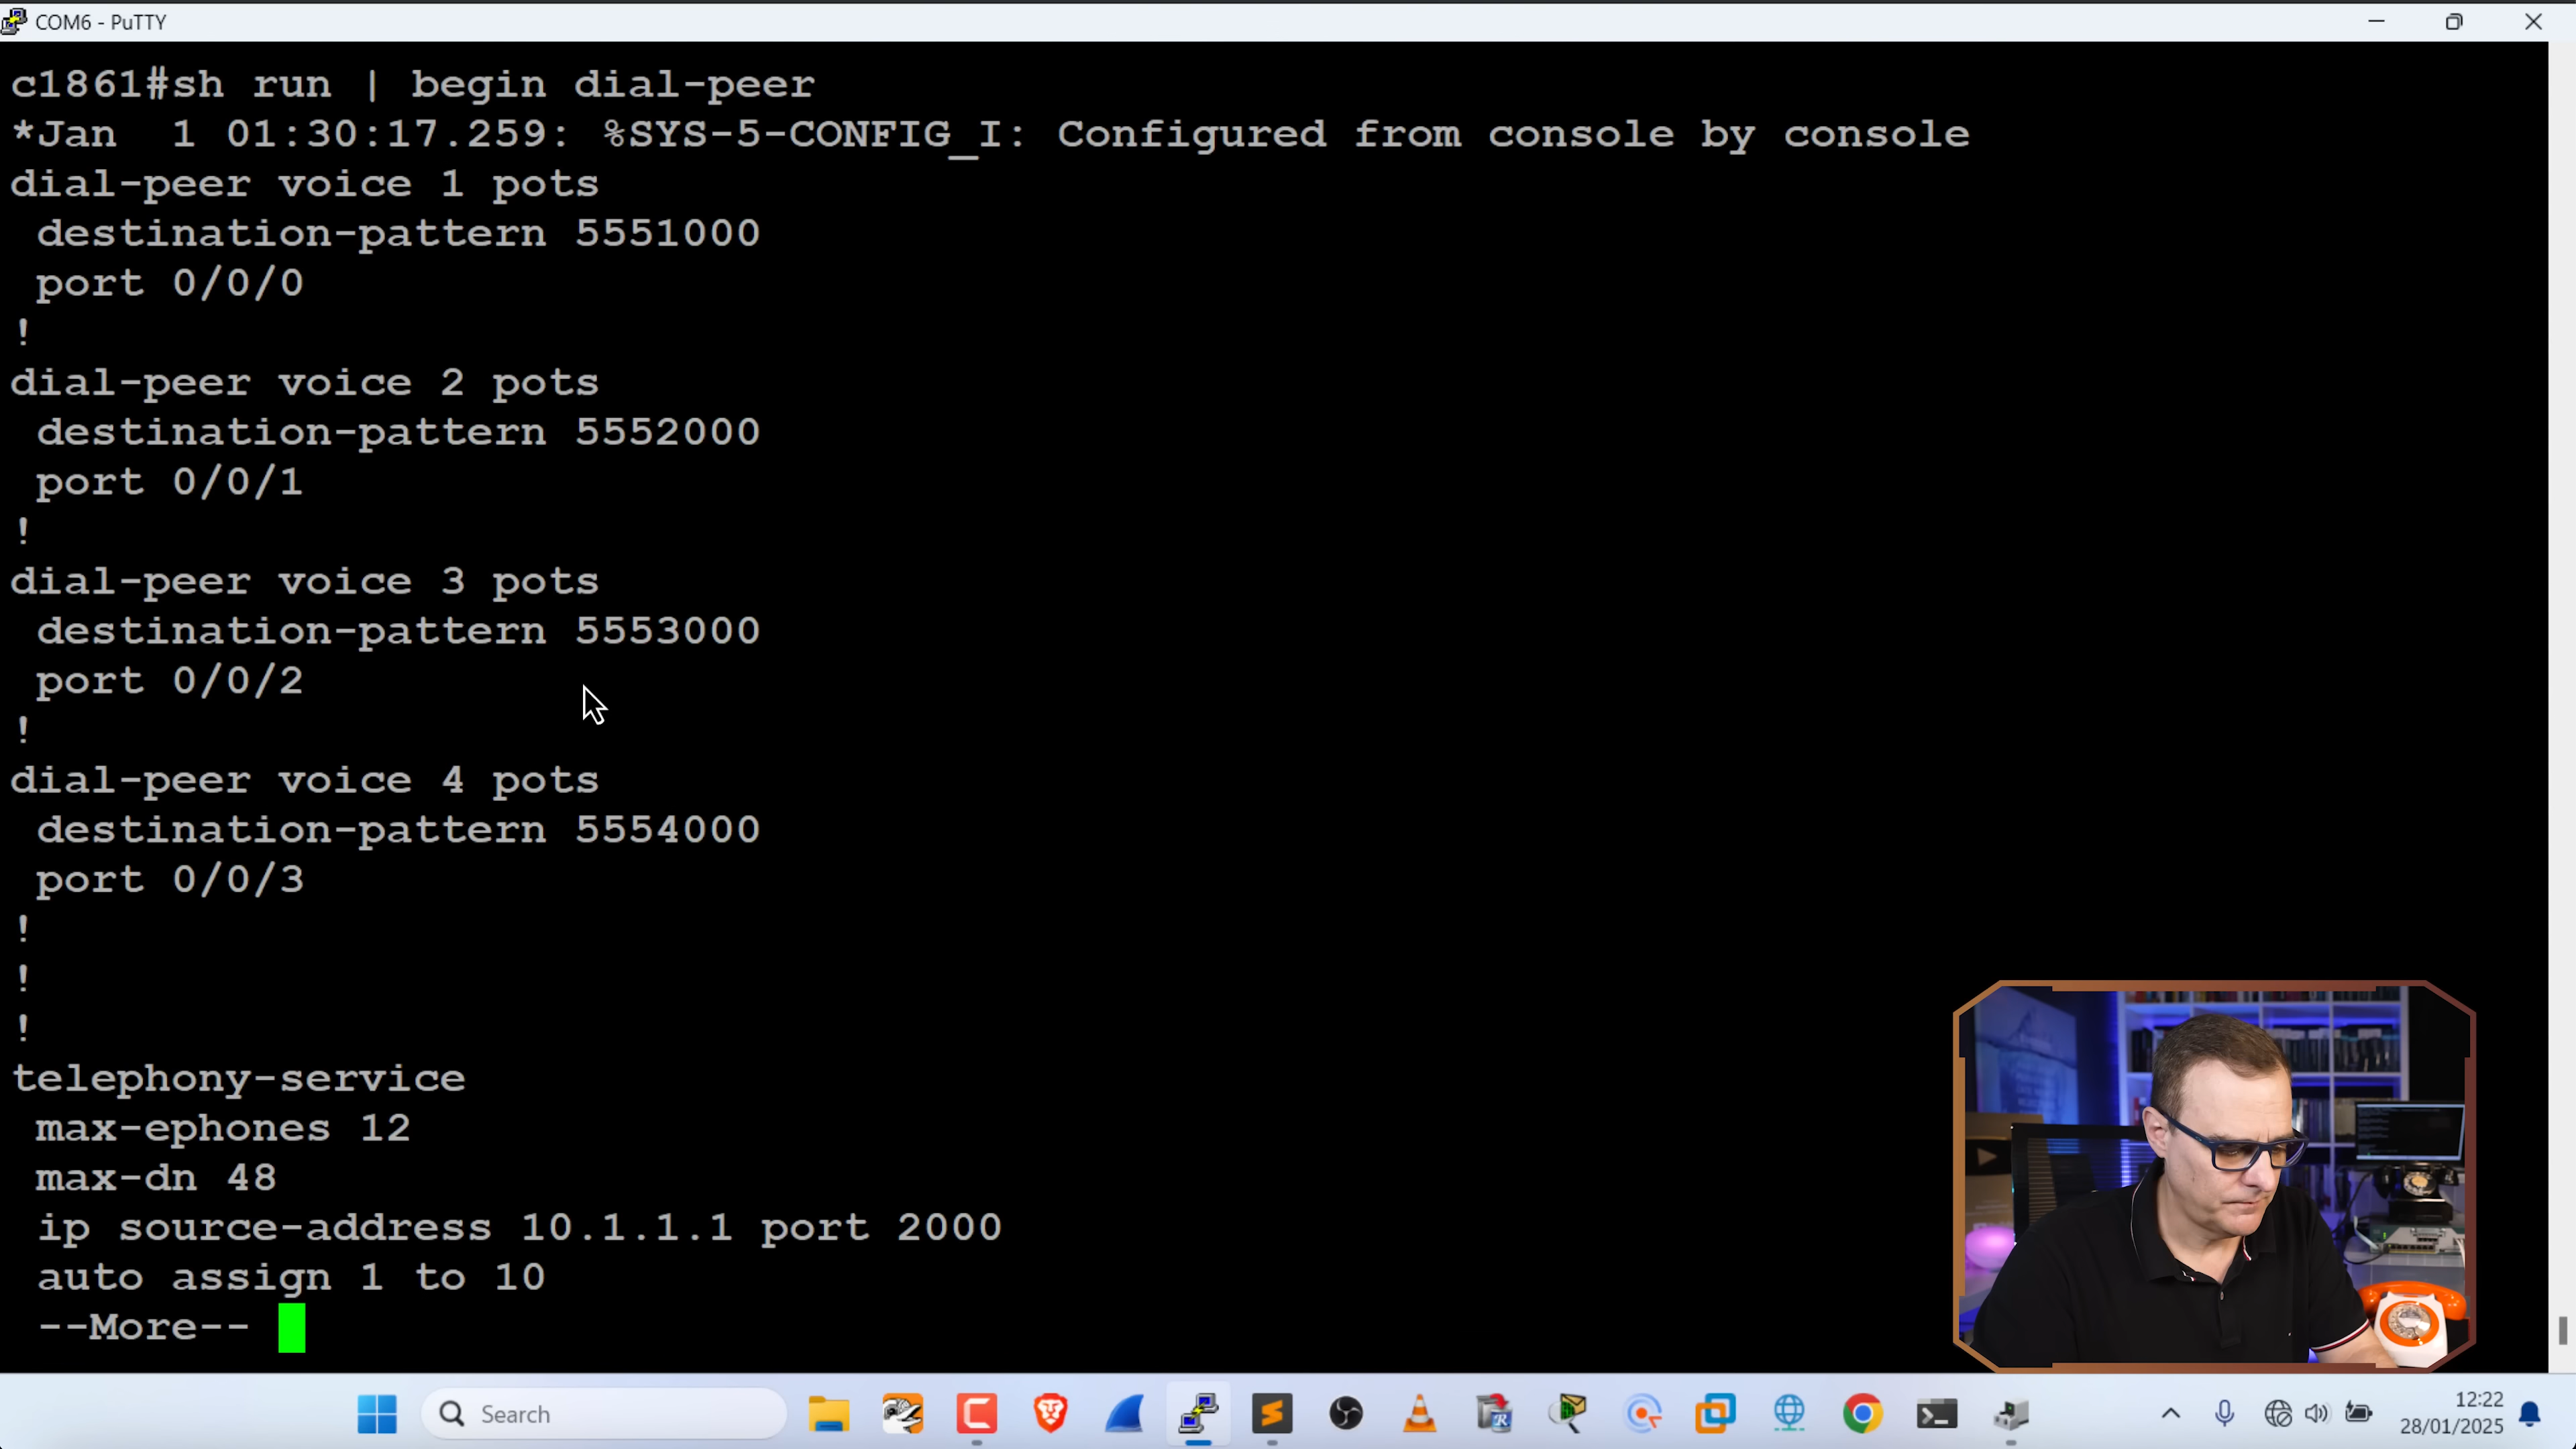 COM6 - PuTTY
c1861#sh run | begin dial-peer
*Jan  1 01:30:17.259: %SYS-5-CONFIG_I: Configured from console by console
dial-peer voice 1 pots
 destination-pattern 5551000
 port 0/0/0
!
dial-peer voice 2 pots
 destination-pattern 5552000
 port 0/0/1
!
dial-peer voice 3 pots
 destination-pattern 5553000
 port 0/0/2
!
dial-peer voice 4 pots
 destination-pattern 5554000
 port 0/0/3
!
!
!
telephony-service
 max-ephones 12
 max-dn 48
 ip source-address 10.1.1.1 port 2000
 auto assign 1 to 10
 --More--
Search
12:22
28/01/2025